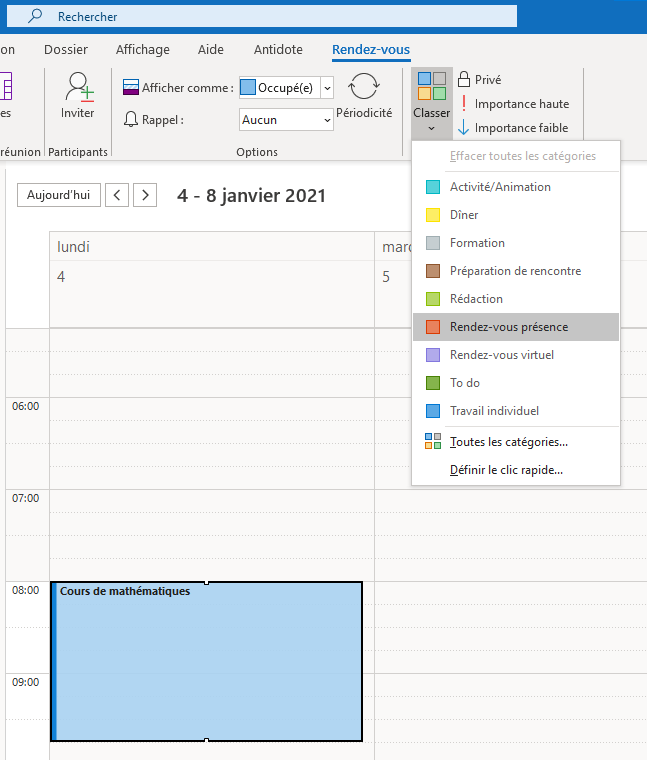 Rechercher
on
Dossier
Affichage
Aide
Antidote
Rendez-vous
es
réunion
Inviter
Participants
Afficher comme :
Occupé(e)
Rappel :
Aucun
Périodicité
Options
Classer
Privé
Importance haute
Importance faible
Effacer toutes les catégories
Activité/Animation
Dîner
Formation
Préparation de rencontre
Rédaction
Rendez-vous présence
Rendez-vous virtuel
To do
Travail individuel
Toutes les catégories...
Définir le clic rapide...
Aujourd'hui
4 - 8 janvier 2021
lundi
marc
4
5
06:00
07:00
08:00
Cours de mathématiques
09:00